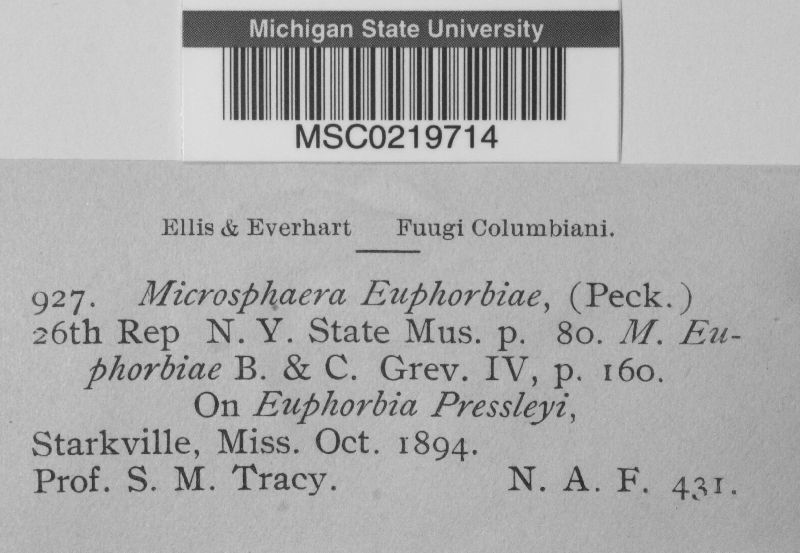 Michigan State University
MSC0219714
Ellis & Everhart Fuugi Columbiani.
927. Microsphaera Euphorbiae, (Peck.)
26th Rep N. Y. State Mus. p. 80. M. Eu-
phorbiae B. & C. Grev. IV, p. 160.
On Euphorbia Pressleyi,
Starkville, Miss. Oct. 1894.
Prof. S. M. Tracy. N. A. F. 431.